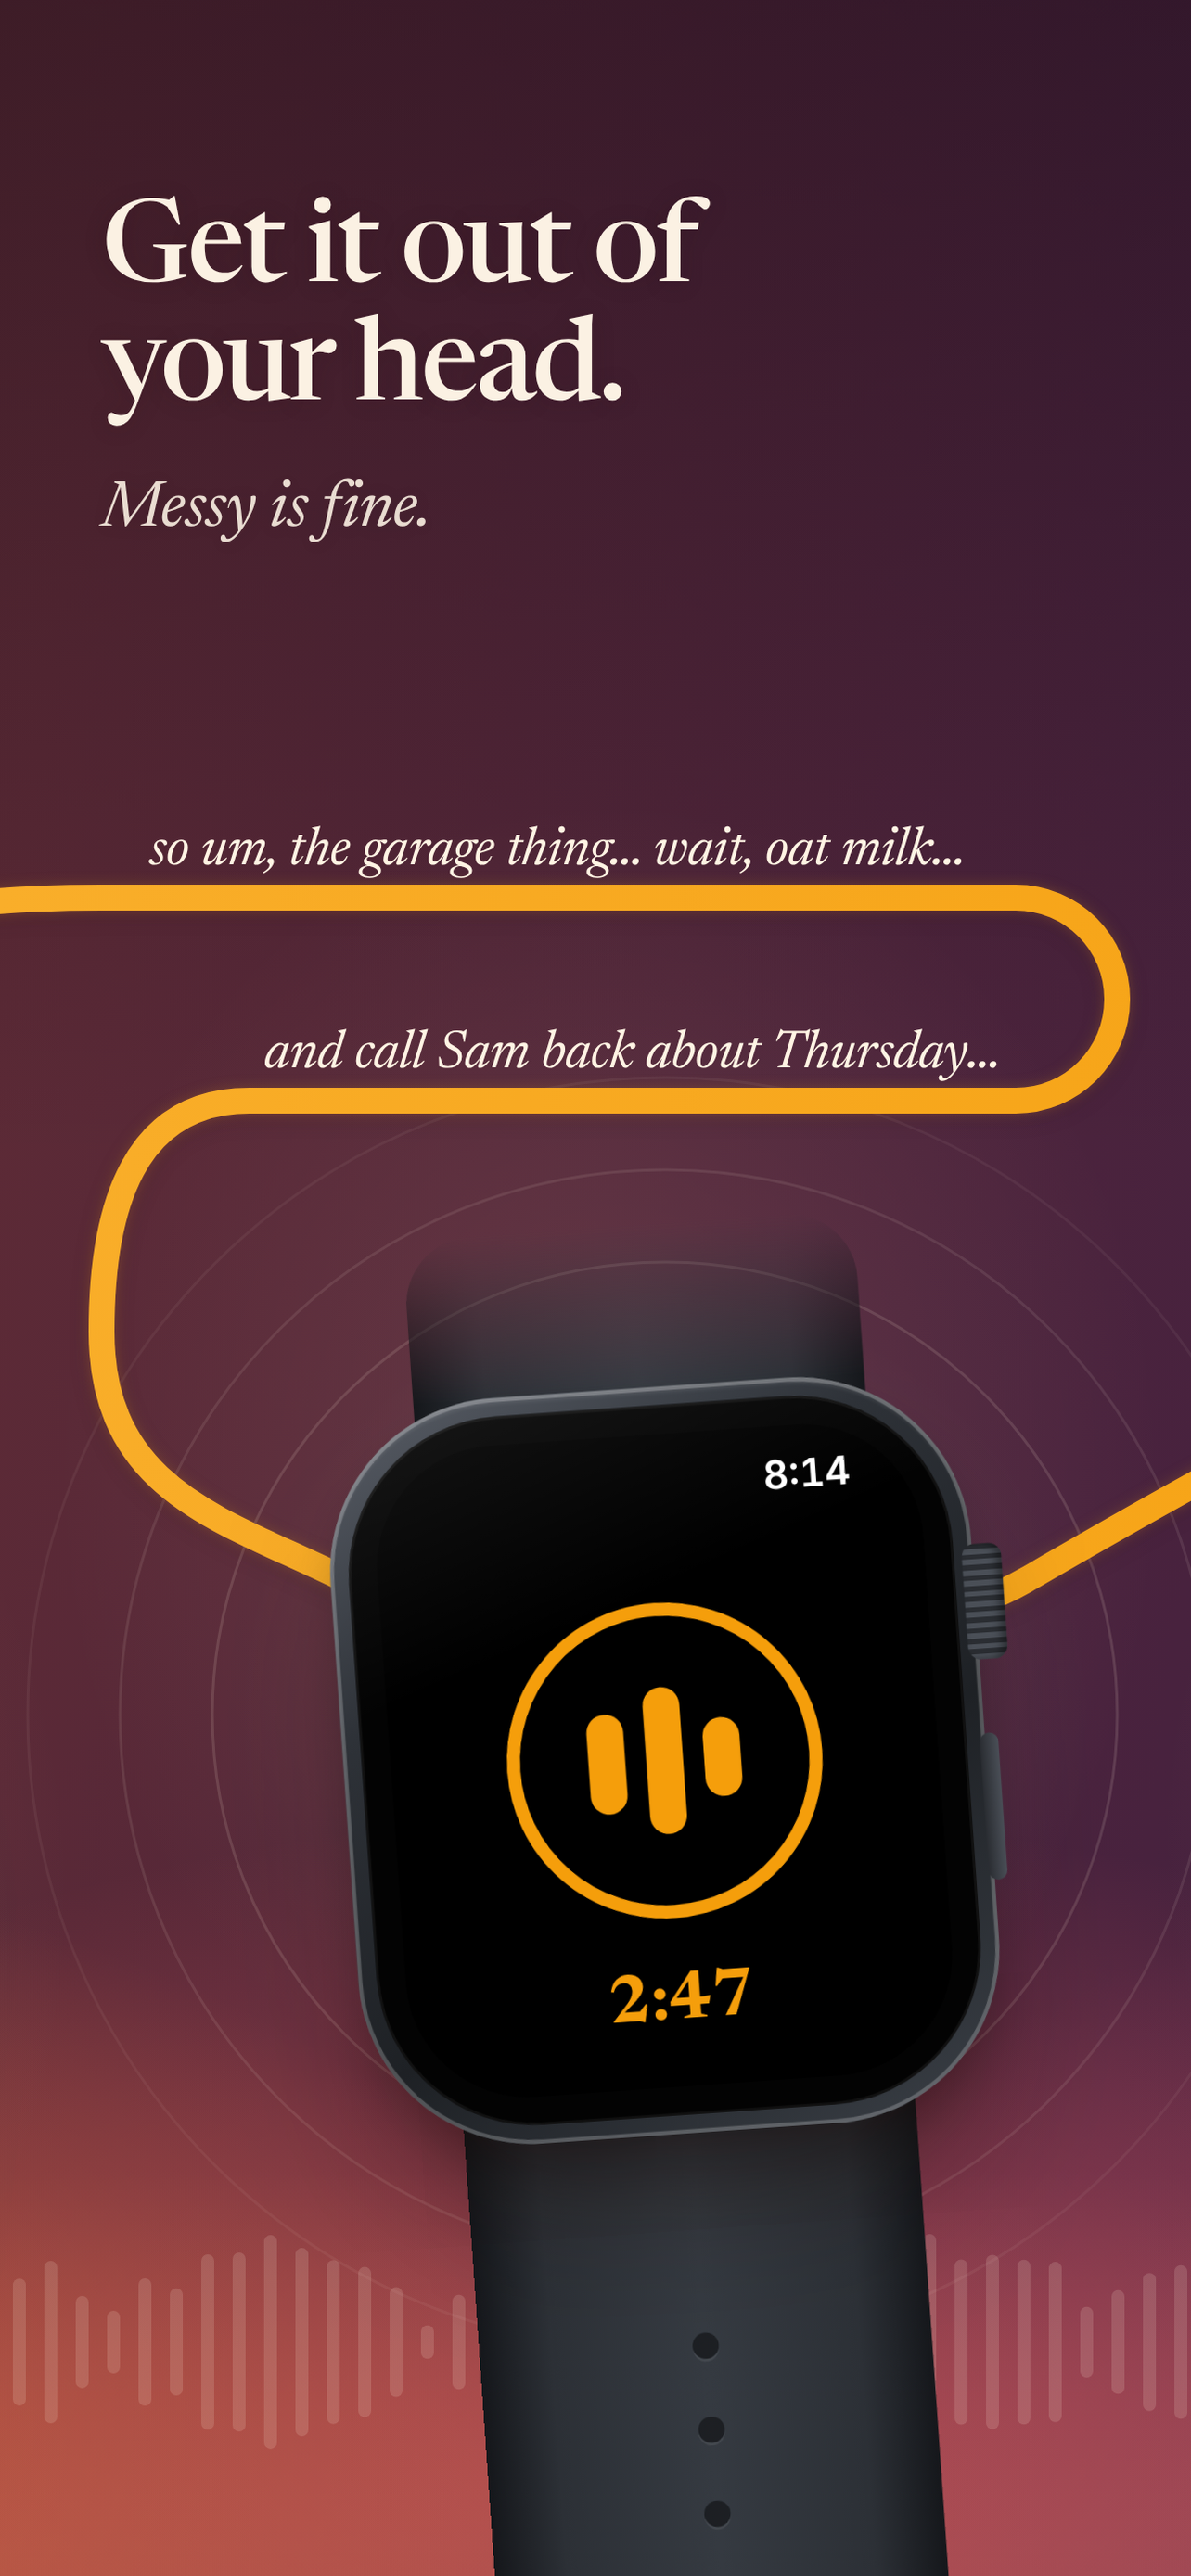 Get it out of
your head.
Messy is fine.
so um, the garage thing... wait, oat milk...
and call Sam back about Thursday...
8:14
2:47